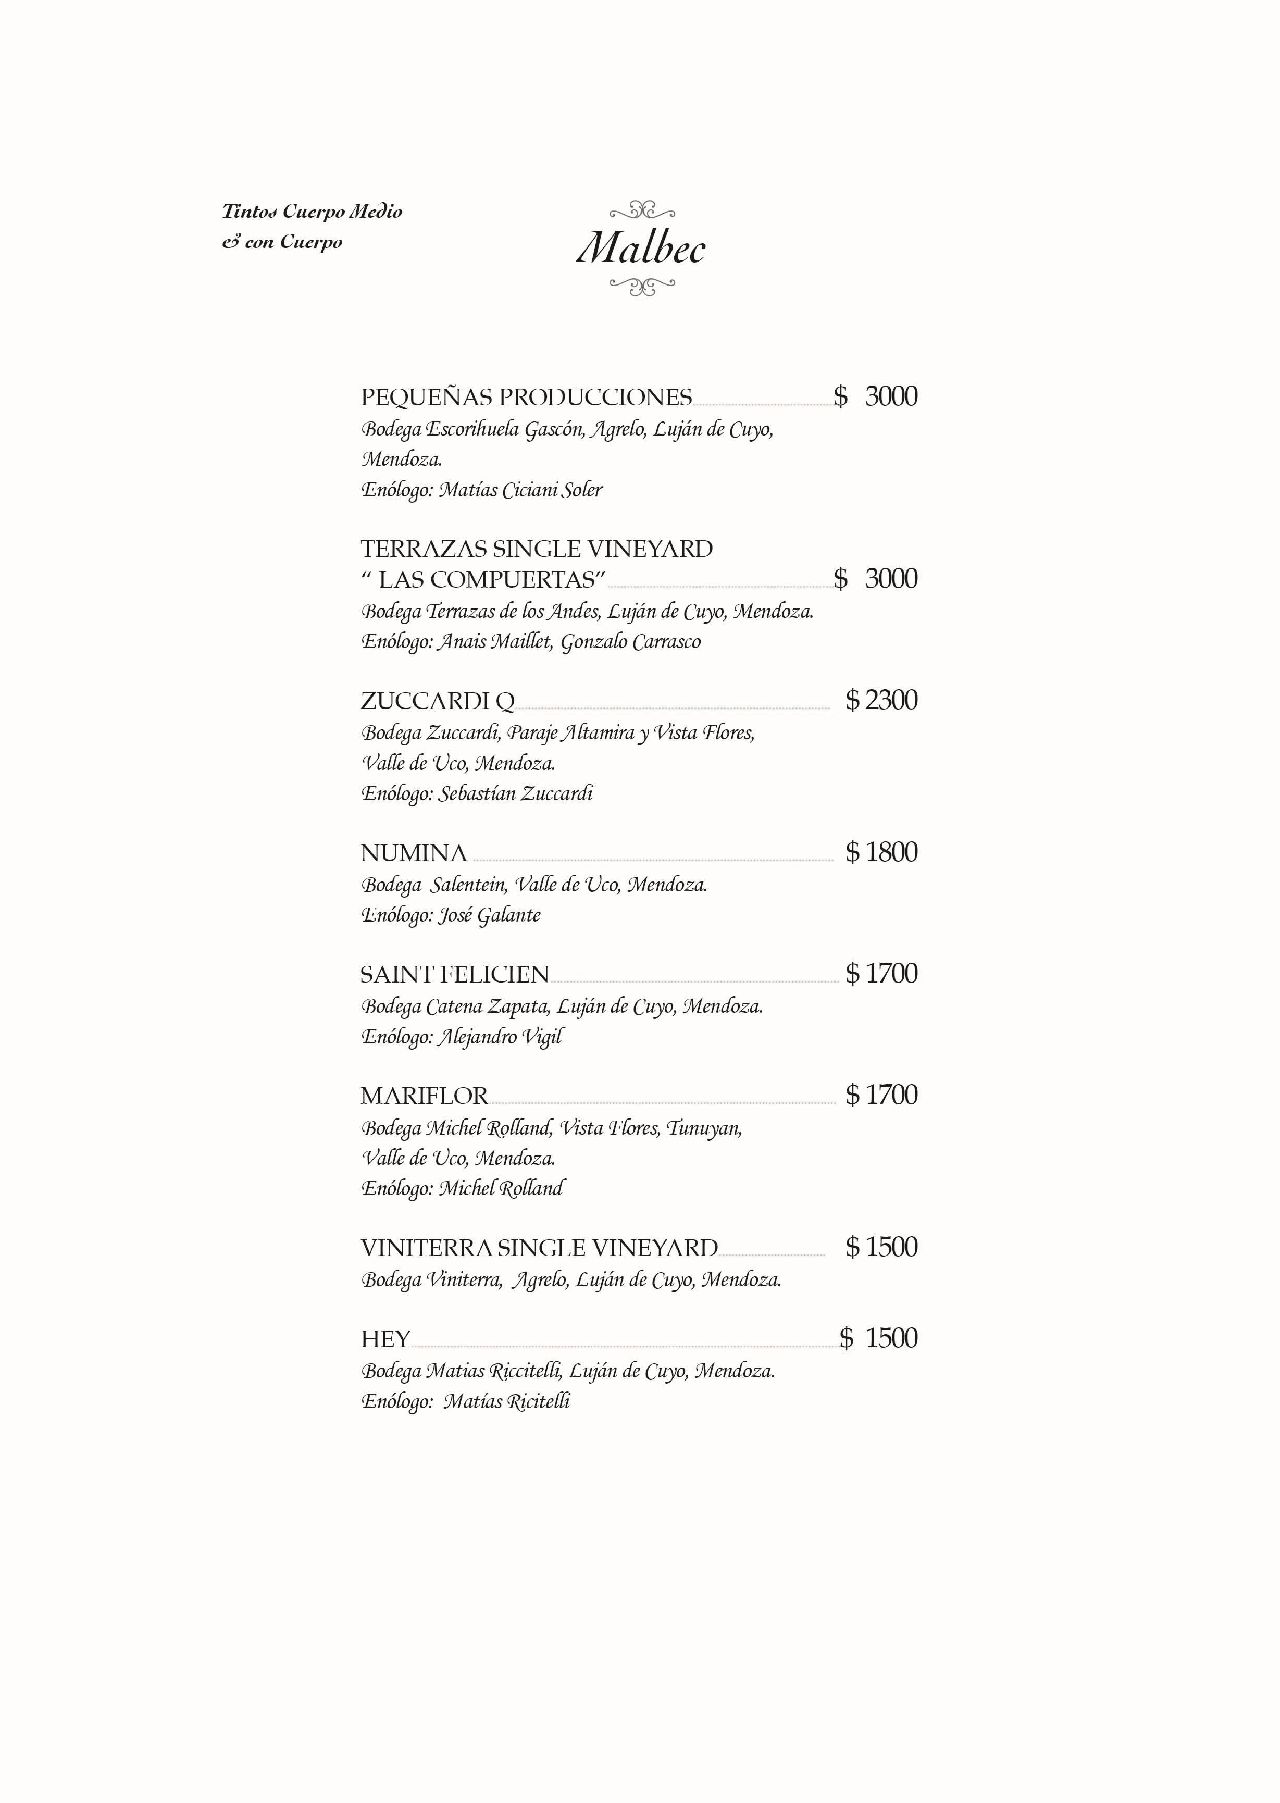 Tintos Cuerpo Medio
& con Cuerpo
Malbec
PEQUEÑAS PRODUCCIONES $ 3000
Bodega Escorihuela Gascón, Agrelo, Luján de Cuyo,
Mendoza.
Enólogo: Matías Ciciani Soler
TERRAZAS SINGLE VINEYARD
“ LAS COMPUERTAS” $ 3000
Bodega Terrazas de los Andes, Luján de Cuyo, Mendoza.
Enólogo: Anais Maillet, Gonzalo Carrasco
ZUCCARDI Q $ 2300
Bodega Zuccardi, Paraje Altamira y Vista Flores,
Valle de Uco, Mendoza.
Enólogo: Sebastían Zuccardi
NUMINA $ 1800
Bodega Salentein, Valle de Uco, Mendoza.
Enólogo: José Galante
SAINT FELICIEN $ 1700
Bodega Catena Zapata, Luján de Cuyo, Mendoza.
Enólogo: Alejandro Vigil
MARIFLOR $ 1700
Bodega Michel Rolland, Vista Flores, Tunuyan,
Valle de Uco, Mendoza.
Enólogo: Michel Rolland
VINITERRA SINGLE VINEYARD $ 1500
Bodega Viniterra, Agrelo, Luján de Cuyo, Mendoza.
HEY $ 1500
Bodega Matias Riccitelli, Luján de Cuyo, Mendoza.
Enólogo: Matías Ricitelli